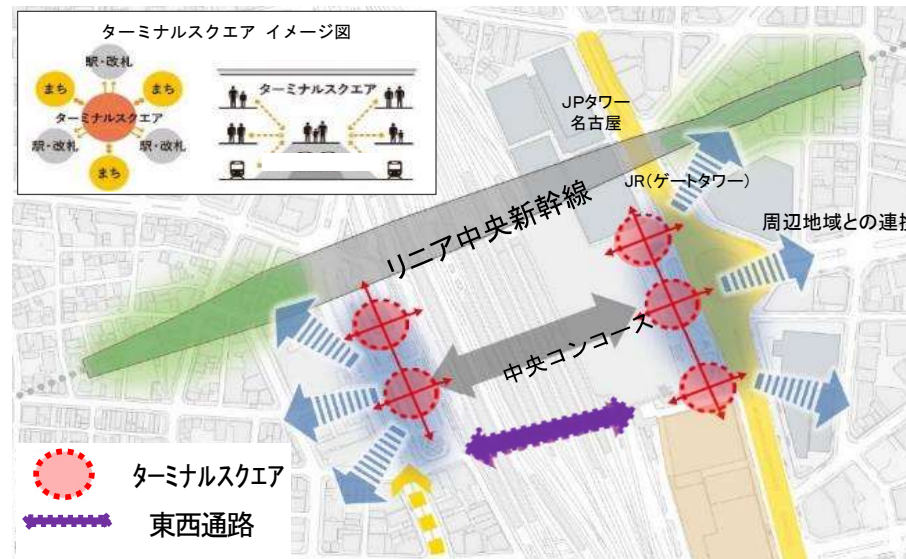 ターミナルスクエア イメージ図
駅・改札
まち
まち
ターミナルスクエア
駅・改札
駅・改札
まち
ターミナルスクエア
JPタワー
名古屋
JR(ゲートタワー)
リニア中央新幹線
周辺地域との連携
中央コンコース
ターミナルスクエア
東西通路